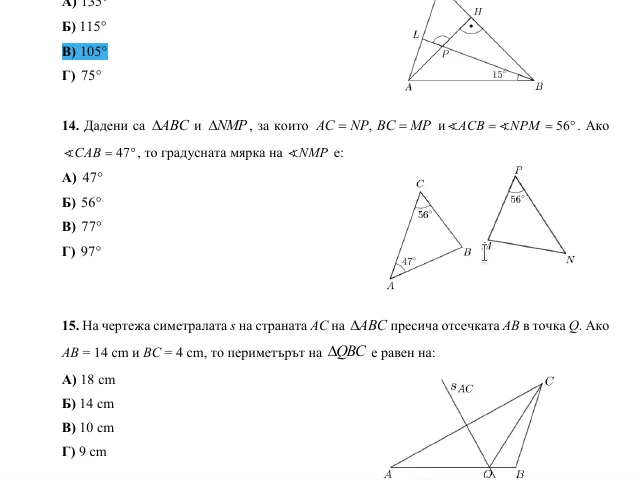 А) 135°
Б) 115°
В) 105°
Г) 75°
H
L
P
15°
A
B
14. Дадени са ΔABC и ΔNMP, за които AC = NP, BC = MP и ∢ACB = ∢NPM = 56°. Ако
∢CAB = 47°, то градусната мярка на ∢NMP е:
А) 47°
Б) 56°
В) 77°
Г) 97°
C
56°
47°
B
A
P
56°
M
N
15. На чертежа симетралата s на страната AC на ΔABC пресича отсечката AB в точка Q. Ако
AB = 14 cm и BC = 4 cm, то периметърът на ΔQBC е равен на:
А) 18 cm
Б) 14 cm
В) 10 cm
Г) 9 cm
s AC
C
A
Q
B